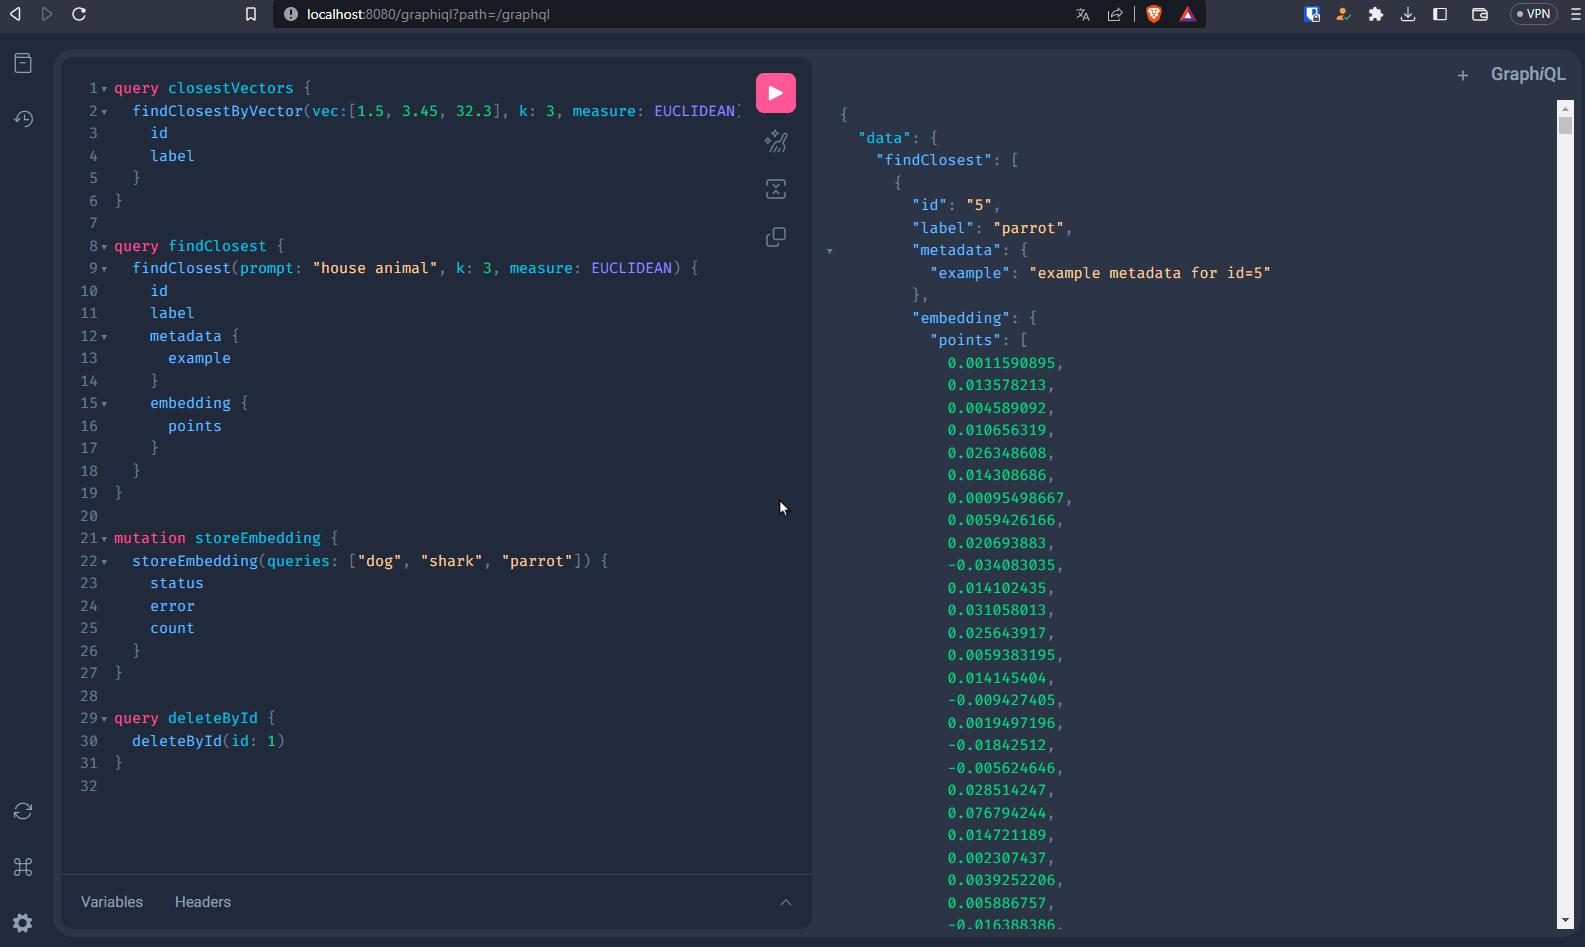 localhost:8080/graphiql?path=/graphql
VPN
1 query closestVectors {
2 findClosestByVector(vec:[1.5, 3.45, 32.3], k: 3, measure: EUCLIDEAN)
3 id
4 label
5 }
6 }
7
8 query findClosest {
9 findClosest(prompt: "house animal", k: 3, measure: EUCLIDEAN) {
10 id
11 label
12 metadata {
13 example
14 }
15 embedding {
16 points
17 }
18 }
19 }
20
21 mutation storeEmbedding {
22 storeEmbedding(queries: ["dog", "shark", "parrot"]) {
23 status
24 error
25 count
26 }
27 }
28
29 query deleteById {
30 deleteById(id: 1)
31 }
32
Variables Headers
+ GraphiQL
{
"data": {
"findClosest": [
{
"id": "5",
"label": "parrot",
"metadata": {
"example": "example metadata for id=5"
},
"embedding": {
"points": [
0.0011590895,
0.013578213,
0.004589092,
0.010656319,
0.026348608,
0.014308686,
0.00095498667,
0.0059426166,
0.020693883,
-0.034083035,
0.014102435,
0.031058013,
0.025643917,
0.0059383195,
0.014145404,
-0.009427405,
0.0019497196,
-0.01842512,
-0.005624646,
0.028514247,
0.076794244,
0.014721189,
0.002307437,
0.0039252206,
0.005886757,
-0.016388386,